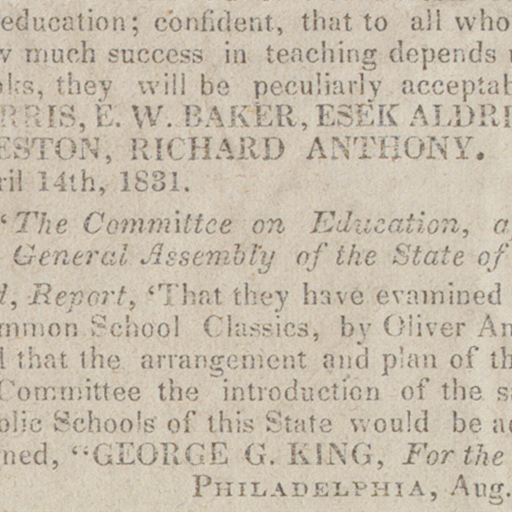 education; confident, that to all who
w much success in teaching depends
oks, they will be peculiarly acceptab
RRIS, E. W. BAKER, ESEK ALDRI
ESTON, RICHARD ANTHONY.
ril 14th, 1831.
'The Committee on Education, a
General Assembly of the State of
d, Report, 'That they have examined
ommon School Classics, by Oliver An
d that the arrangement and plan of th
Committee the introduction of the s
blic Schools of this State would be a
ned, "GEORGE G. KING, For the
PHILADELPHIA, Aug.